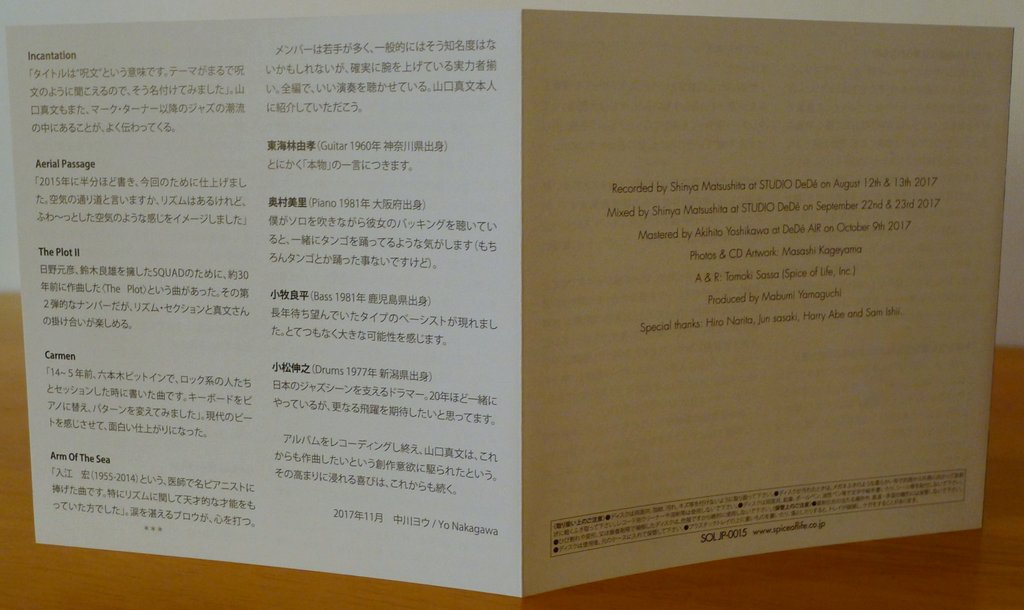 Incantation
「タイトルは“呪文”という意味です。テーマがまるで呪
文のように聞こえるので、そう名付けてみました」。山
口真文もまた、マーク・ターナー以降のジャズの潮流
の中にあることが、よく伝わってくる。
Aerial Passage
「2015年に半分ほど書き、今回のために仕上げまし
た。空気の通り道と言いますか、リズムはあるけれど、
ふわ〜っとした空気のような感じをイメージしました」
The Plot II
日野元彦、鈴木良雄を擁したSQUADのために、約30
年前に作曲した〈The Plot〉という曲があった。その第
2弾的なナンバーだが、リズム・セクションと真文さん
の掛け合いが楽しめる。
Carmen
「14〜5年前、六本木ピットインで、ロック系の人たち
とセッションした時に書いた曲です。キーボードをピ
アノに替え、パターンを変えてみました」。現代のビー
トを感じさせて、面白い仕上がりになった。
Arm Of The Sea
「入江 宏(1955-2014)という、医師で名ピアニストに
捧げた曲です。特にリズムに関して天才的な才能をも
っていた方でした」。涙を湛えるブロウが、心を打つ。
***
メンバーは若手が多く、一般的にはそう知名度はな
いかもしれないが、確実に腕を上げている実力者揃
い。全編で、いい演奏を聴かせている。山口真文本人
に紹介していただこう。
東海林由孝(Guitar 1960年 神奈川県出身)
とにかく「本物」の一言につきます。
奥村美里(Piano 1981年 大阪府出身)
僕がソロを吹きながら彼女のバッキングを聴いてい
ると、一緒にタンゴを踊ってるような気がします(もち
ろんタンゴとか踊った事ないですけど)。
小牧良平(Bass 1981年 鹿児島県出身)
長年待ち望んでいたタイプのベーシストが現れまし
た。とてつもなく大きな可能性を感じます。
小松伸之(Drums 1977年 新潟県出身)
日本のジャズシーンを支えるドラマー。20年ほど一緒に
やっているが、更なる飛躍を期待したいと思ってます。
アルバムをレコーディングし終え、山口真文は、これ
からも作曲したいという創作意欲に駆られたという。
その高まりに浸れる喜びは、これからも続く。
2017年11月 中川ヨウ / Yo Nakagawa
Recorded by Shinya Matsushita at STUDIO DeDé on August 12th & 13th 2017
Mixed by Shinya Matsushita at STUDIO DeDé on September 22nd & 23rd 2017
Mastered by Akihito Yoshikawa at DeDé AIR on October 9th 2017
Photos & CD Artwork: Masashi Kageyama
A & R: Tomoki Sassa (Spice of Life, Inc.)
Produced by Mabumi Yamaguchi
Special thanks: Hiro Narita, Jun sasaki, Harry Abe and Sam Ishii.
SOL JP-0015 www.spiceoflife.co.jp